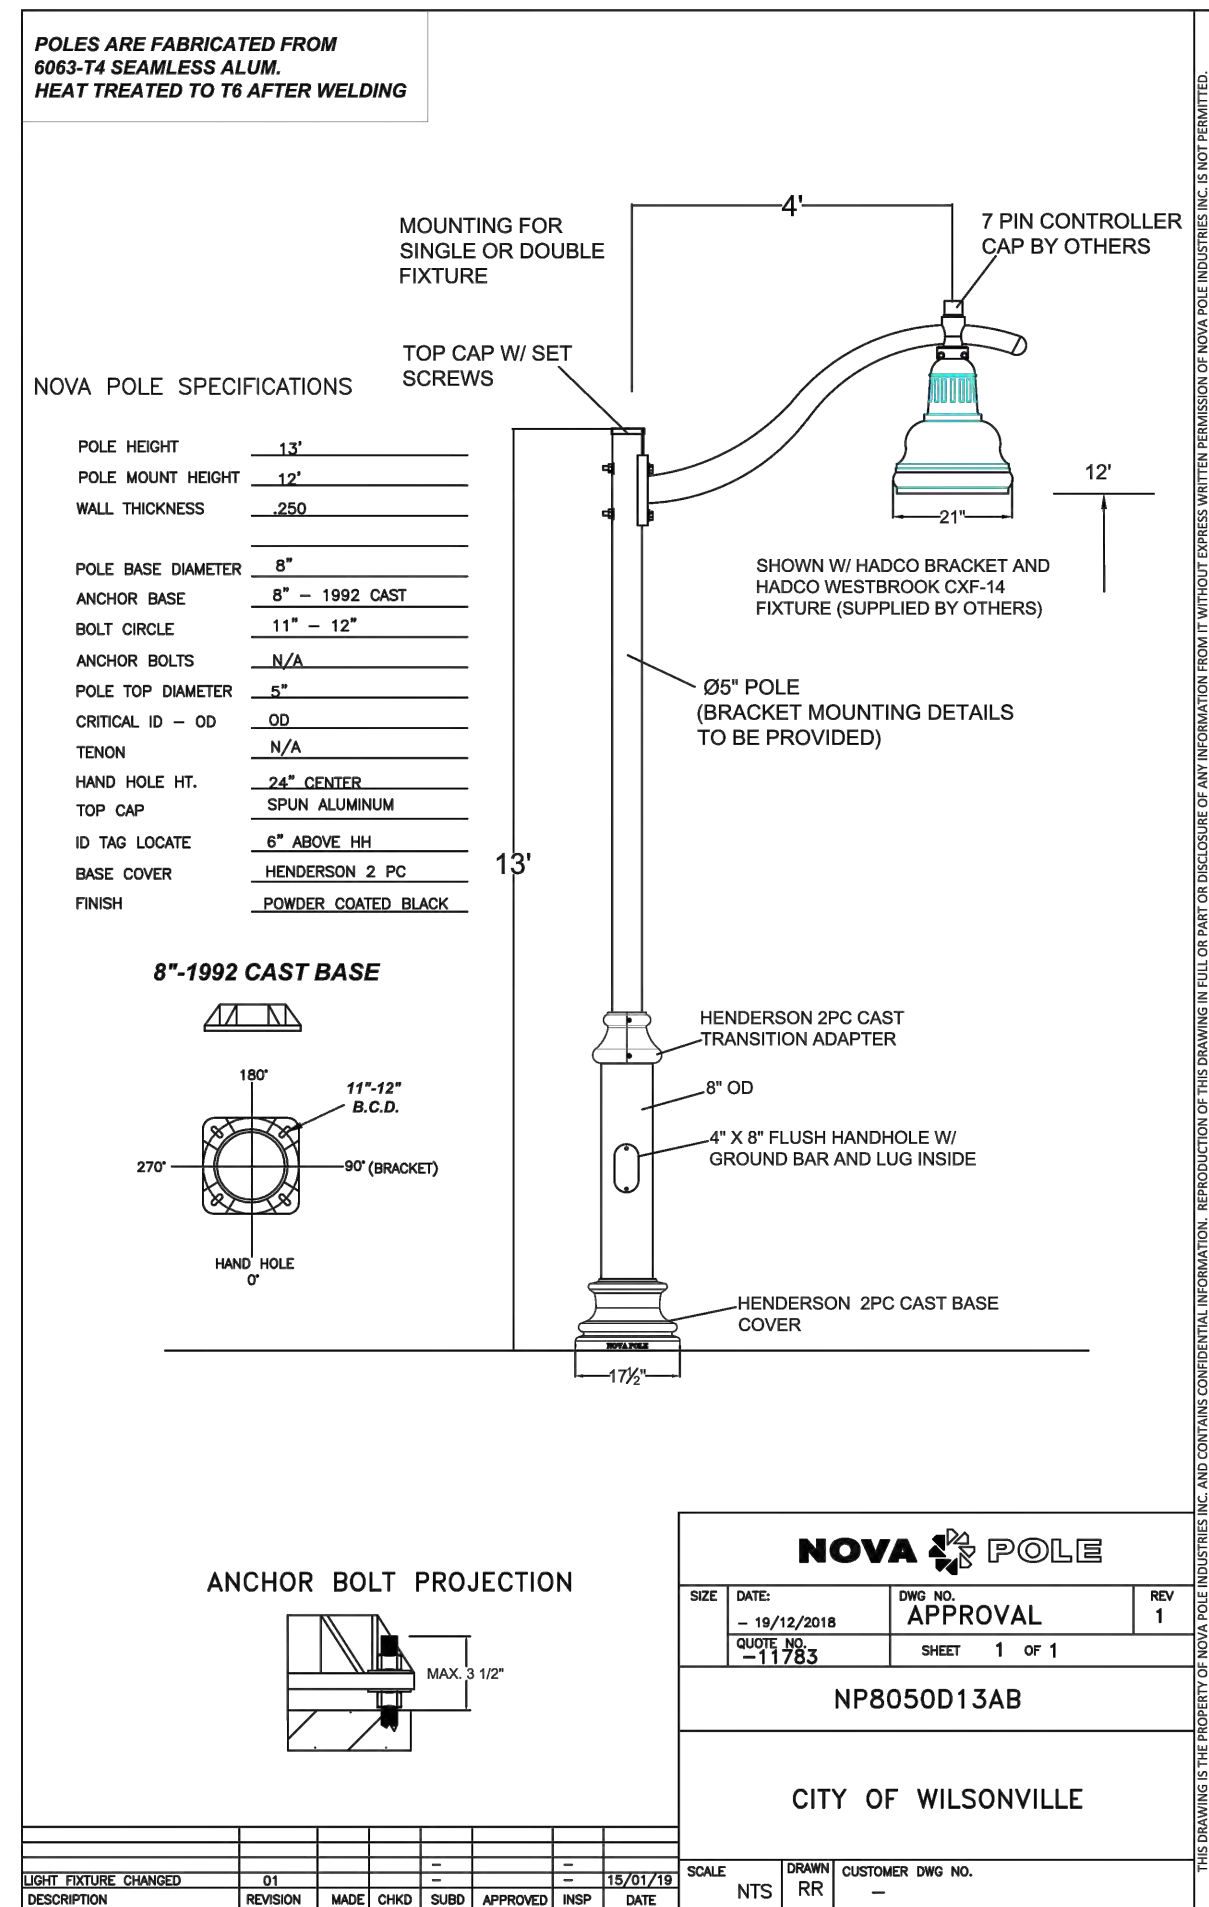 POLES ARE FABRICATED FROM
6063-T4 SEAMLESS ALUM.
HEAT TREATED TO T6 AFTER WELDING
4'
MOUNTING FOR
SINGLE OR DOUBLE
FIXTURE
7 PIN CONTROLLER
CAP BY OTHERS
TOP CAP W/ SET
SCREWS
12'
21"
SHOWN W/ HADCO BRACKET AND
HADCO WESTBROOK CXF-14
FIXTURE (SUPPLIED BY OTHERS)
NOVA POLE SPECIFICATIONS
POLE HEIGHT 13'
POLE MOUNT HEIGHT 12'
WALL THICKNESS .250
POLE BASE DIAMETER 8"
ANCHOR BASE 8" – 1992 CAST
BOLT CIRCLE 11" – 12"
ANCHOR BOLTS N/A
POLE TOP DIAMETER 5"
CRITICAL ID – OD OD
TENON N/A
HAND HOLE HT. 24" CENTER
TOP CAP SPUN ALUMINUM
ID TAG LOCATE 6" ABOVE HH
BASE COVER HENDERSON 2 PC
FINISH POWDER COATED BLACK
Ø5" POLE
(BRACKET MOUNTING DETAILS
TO BE PROVIDED)
13'
8"-1992 CAST BASE
180°
11"-12"
B.C.D.
270°
90° (BRACKET)
HAND HOLE
0°
HENDERSON 2PC CAST
TRANSITION ADAPTER
8" OD
4" X 8" FLUSH HANDHOLE W/
GROUND BAR AND LUG INSIDE
HENDERSON 2PC CAST BASE
COVER
NOVA POLE
17½"
ANCHOR BOLT PROJECTION
MAX. 3 1/2"
NOVA POLE
SIZE
DATE:
– 19/12/2018
DWG NO.
APPROVAL
REV
1
QUOTE NO.
–11783
SHEET 1 OF 1
NP8050D13AB
CITY OF WILSONVILLE
SCALE
NTS
DRAWN
RR
CUSTOMER DWG NO.
–
– –
LIGHT FIXTURE CHANGED 01 – – 15/01/19
DESCRIPTION REVISION MADE CHKD SUBD APPROVED INSP DATE
THIS DRAWING IS THE PROPERTY OF NOVA POLE INDUSTRIES INC. AND CONTAINS CONFIDENTIAL INFORMATION. REPRODUCTION OF THIS DRAWING IN FULL OR PART OR DISCLOSURE OF ANY INFORMATION FROM IT WITHOUT EXPRESS WRITTEN PERMISSION OF NOVA POLE INDUSTRIES INC. IS NOT PERMITTED.